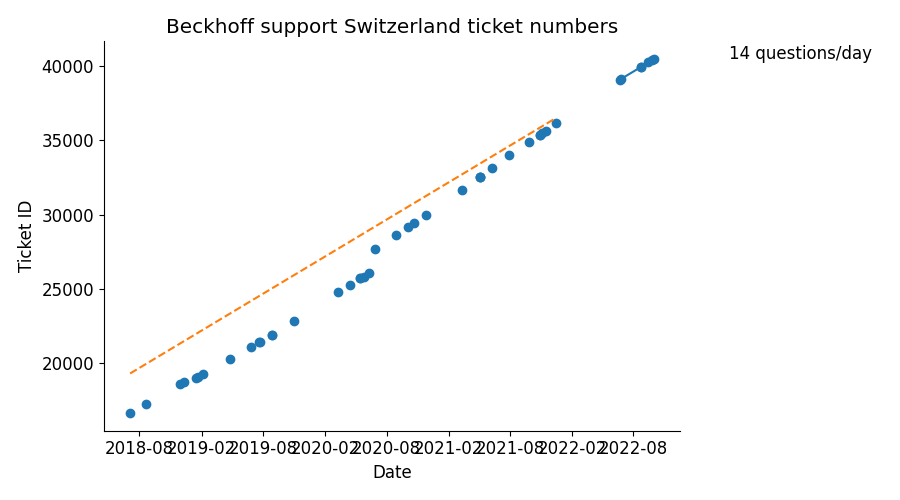 Beckhoff support Switzerland ticket numbers
14 questions/day
40000
35000
30000
25000
20000
Ticket ID
2018-08 2019-02 2019-08 2020-02 2020-08 2021-02 2021-08 2022-02 2022-08
Date